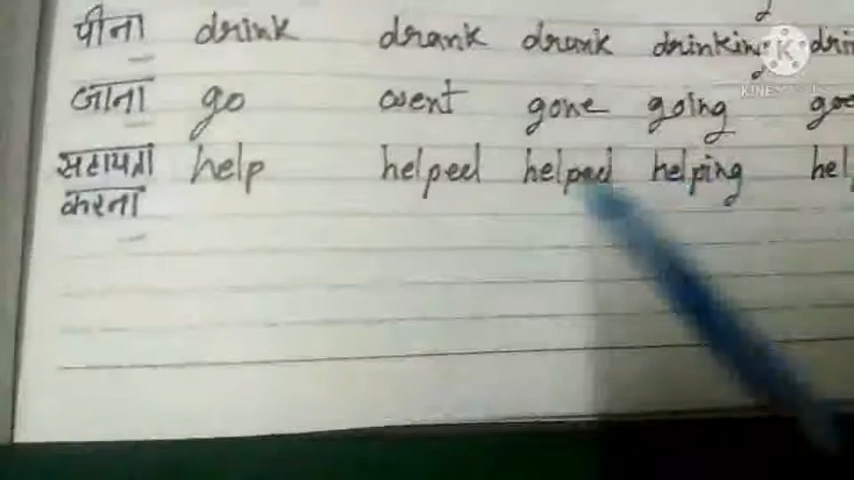 पीना drink drank drunk drinking
जाना go went gone going
सहायता help helped helped helping
करना